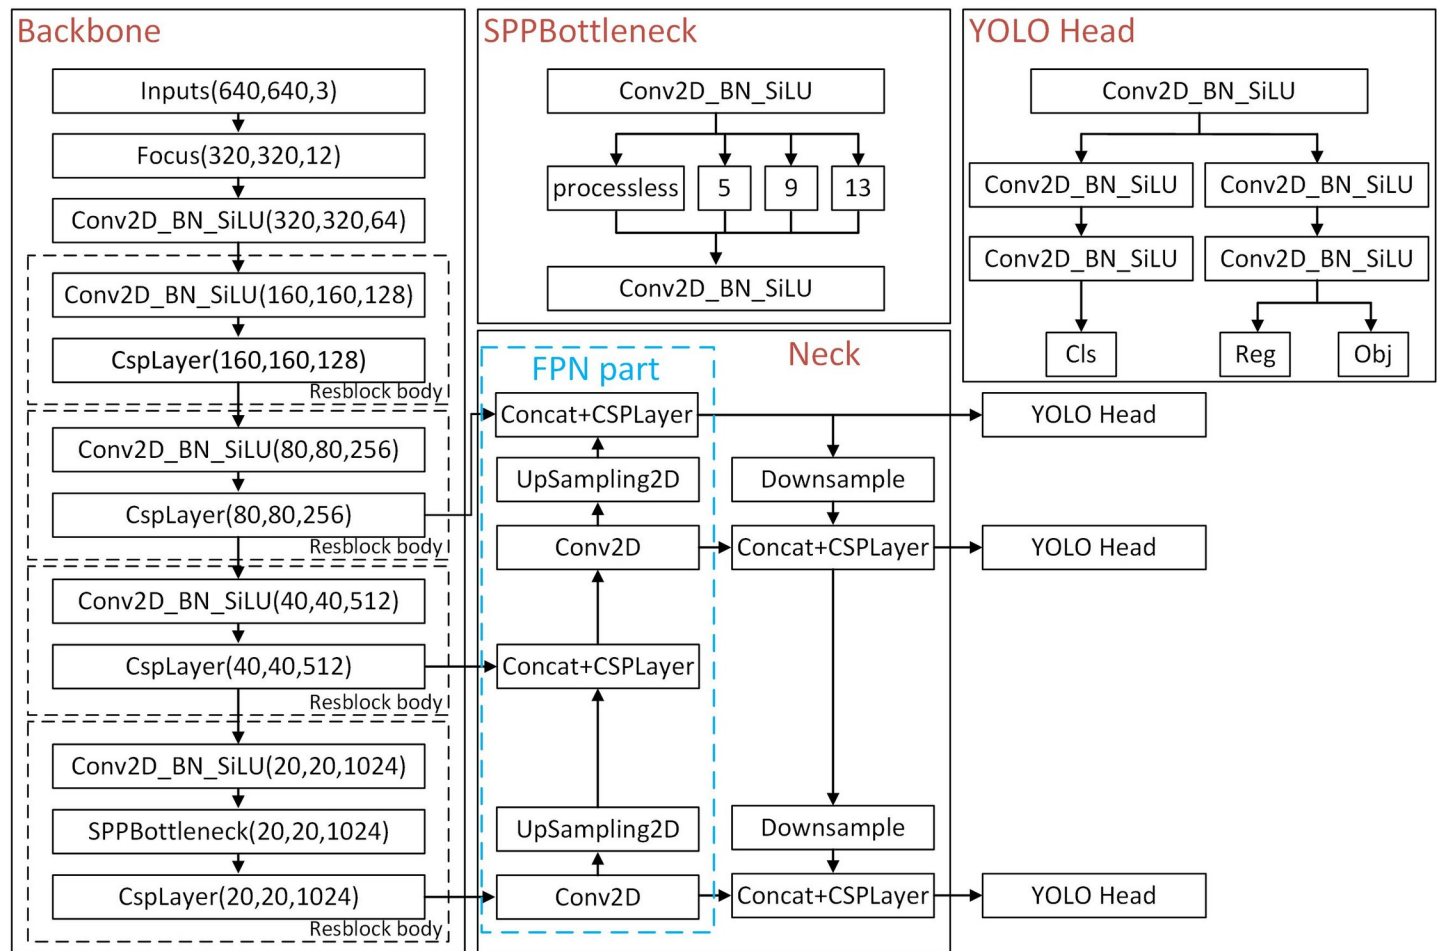 Backbone
Inputs(640,640,3)
Focus(320,320,12)
Conv2D_BN_SiLU(320,320,64)
Conv2D_BN_SiLU(160,160,128)
CspLayer(160,160,128)
Resblock body
Conv2D_BN_SiLU(80,80,256)
CspLayer(80,80,256)
Resblock body
Conv2D_BN_SiLU(40,40,512)
CspLayer(40,40,512)
Resblock body
Conv2D_BN_SiLU(20,20,1024)
SPPBottleneck(20,20,1024)
CspLayer(20,20,1024)
Resblock body
SPPBottleneck
Conv2D_BN_SiLU
processless 5 9 13
Conv2D_BN_SiLU
Neck
FPN part
Concat+CSPLayer
UpSampling2D
Conv2D
Concat+CSPLayer
UpSampling2D
Conv2D
Downsample
Concat+CSPLayer
Downsample
Concat+CSPLayer
YOLO Head
Conv2D_BN_SiLU
Conv2D_BN_SiLU Conv2D_BN_SiLU
Conv2D_BN_SiLU Conv2D_BN_SiLU
Cls Reg Obj
YOLO Head
YOLO Head
YOLO Head